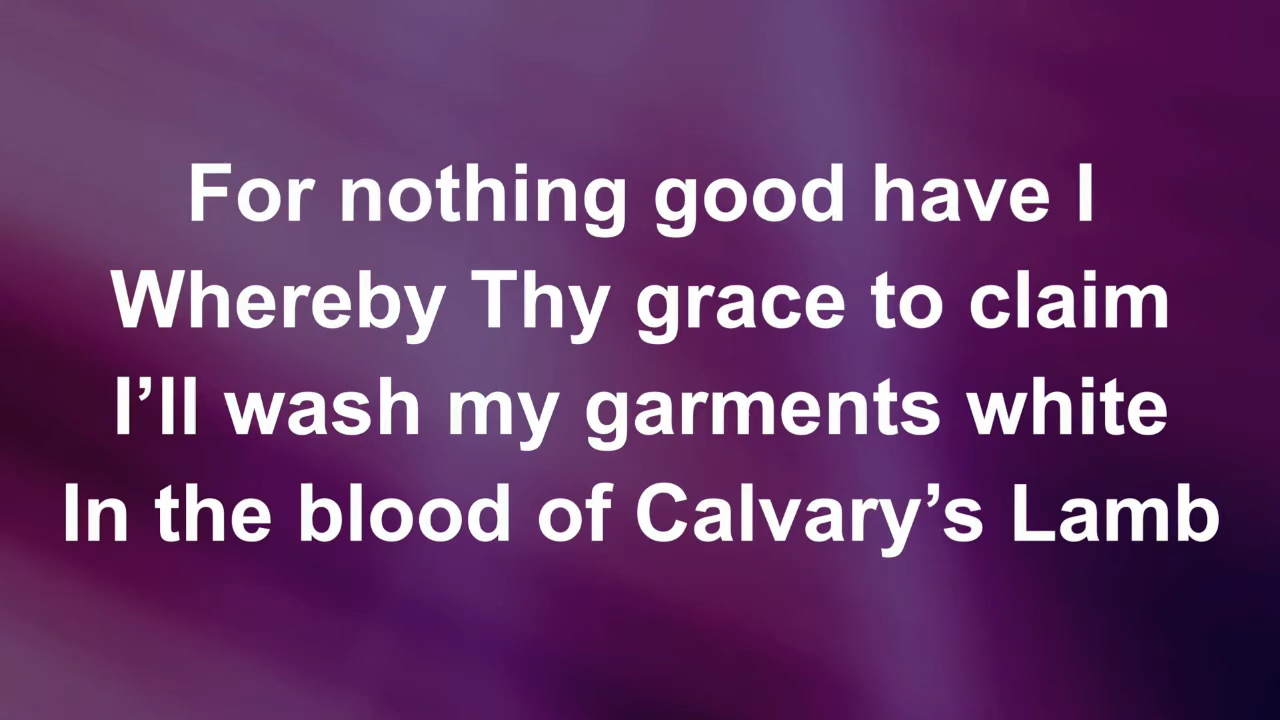 For nothing good have I
Whereby Thy grace to claim
I’ll wash my garments white
In the blood of Calvary’s Lamb